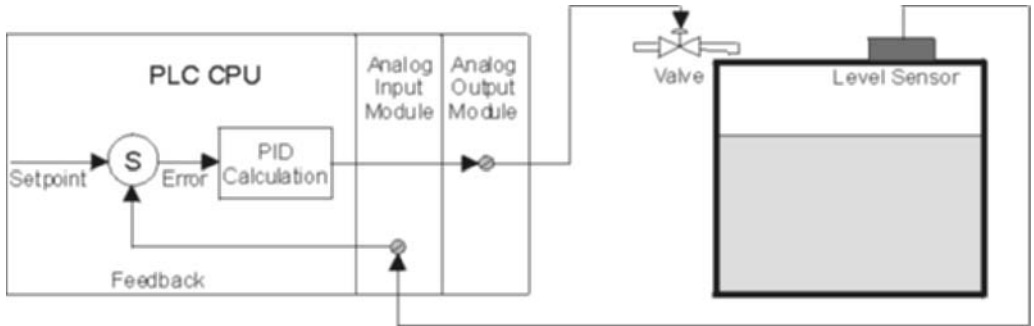 PLC CPU
Analog
Input
Module
Analog
Output
Module
Valve
Level Sensor
Setpoint
S
Error
PID
Calculation
Feedback